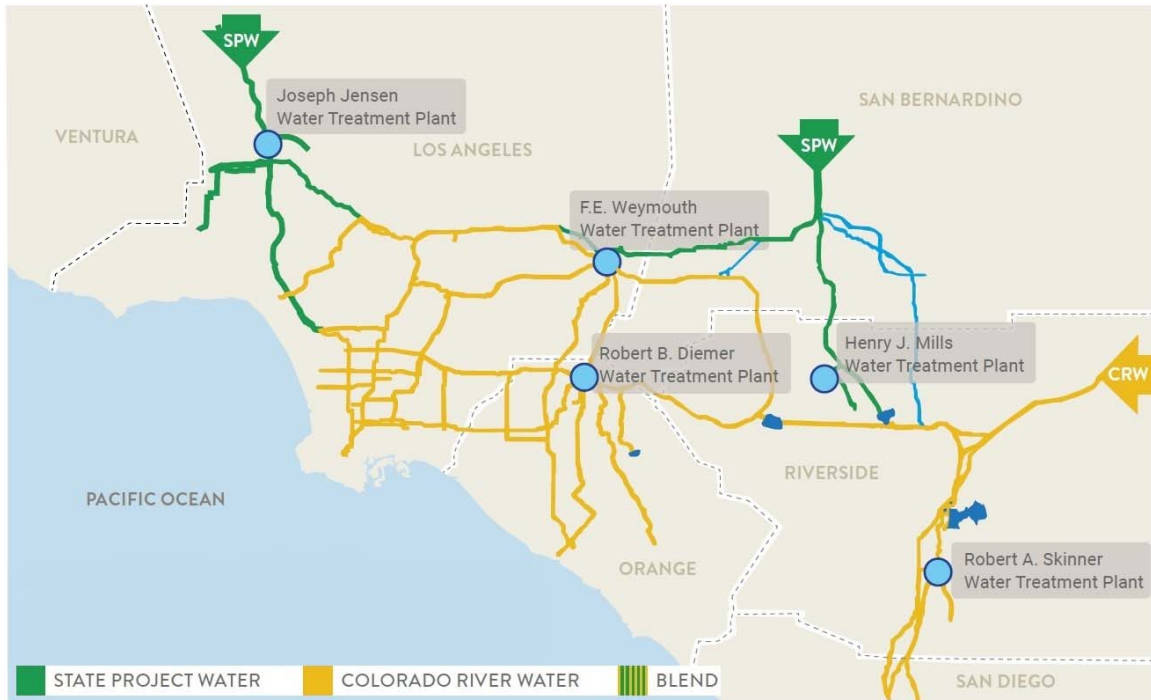 SPW
Joseph Jensen
Water Treatment Plant
VENTURA
LOS ANGELES
SAN BERNARDINO
SPW
F.E. Weymouth
Water Treatment Plant
Robert B. Diemer
Water Treatment Plant
Henry J. Mills
Water Treatment Plant
CRW
RIVERSIDE
PACIFIC OCEAN
ORANGE
Robert A. Skinner
Water Treatment Plant
SAN DIEGO
STATE PROJECT WATER
COLORADO RIVER WATER
BLEND